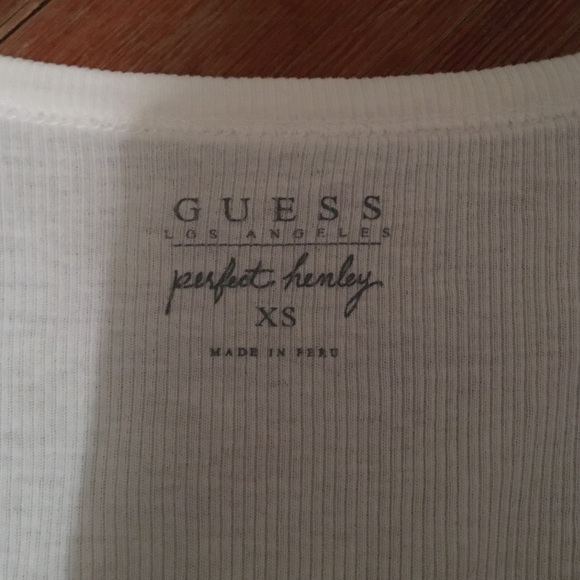 GUESS
LOS ANGELES
perfect henley
XS
MADE IN PERU